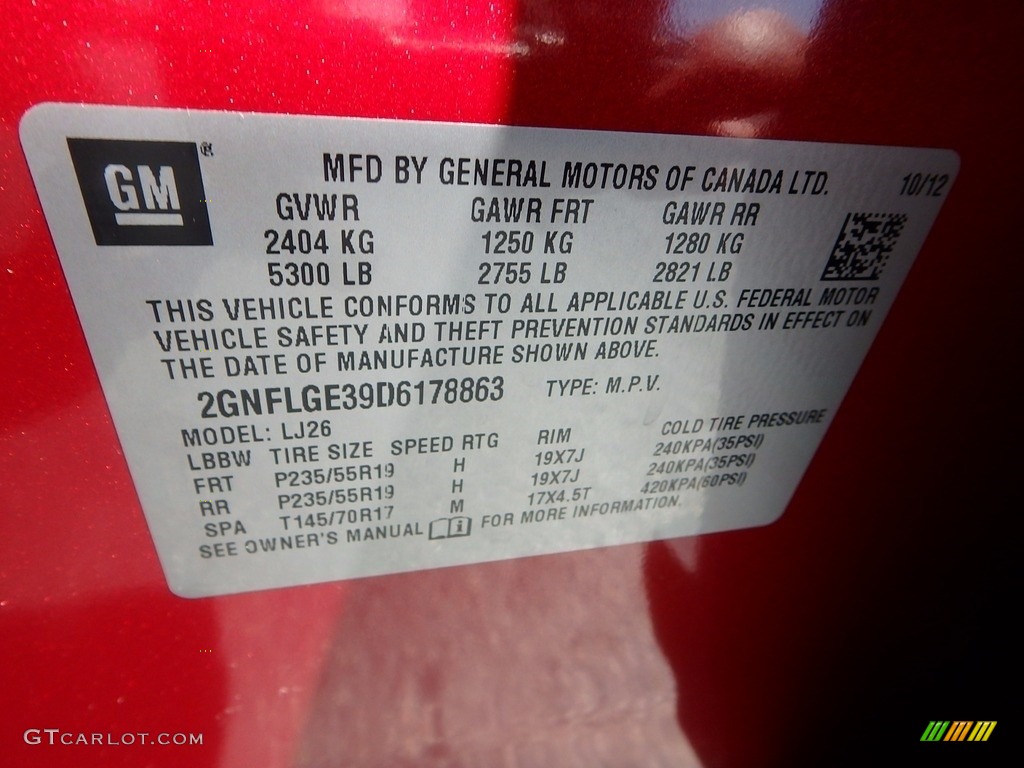 GM
MFD BY GENERAL MOTORS OF CANADA LTD. 10/12
GVWR GAWR FRT GAWR RR
2404 KG 1250 KG 1280 KG
5300 LB 2755 LB 2821 LB
THIS VEHICLE CONFORMS TO ALL APPLICABLE U.S. FEDERAL MOTOR
VEHICLE SAFETY AND THEFT PREVENTION STANDARDS IN EFFECT ON
THE DATE OF MANUFACTURE SHOWN ABOVE.
2GNFLGE39D6178863 TYPE: M.P.V.
MODEL: LJ26
LBBW TIRE SIZE SPEED RTG RIM COLD TIRE PRESSURE
FRT P235/55R19 H 19X7J 240KPA(35PSI)
RR P235/55R19 H 19X7J 240KPA(35PSI)
SPA T145/70R17 M 17X4.5T 420KPA(60PSI)
SEE OWNER'S MANUAL FOR MORE INFORMATION.
GTCARLOT.COM